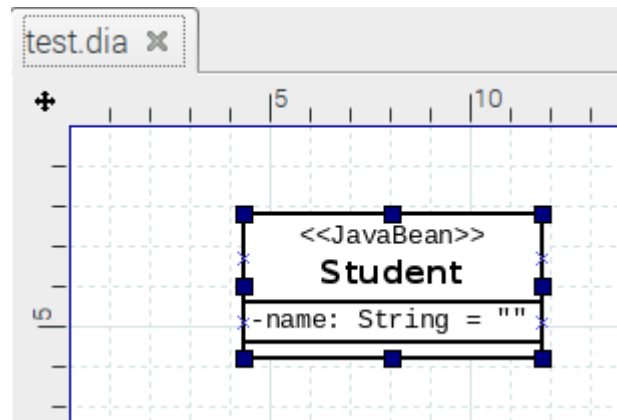 test.dia
5 10
<<JavaBean>>
Student
5
-name: String = ""